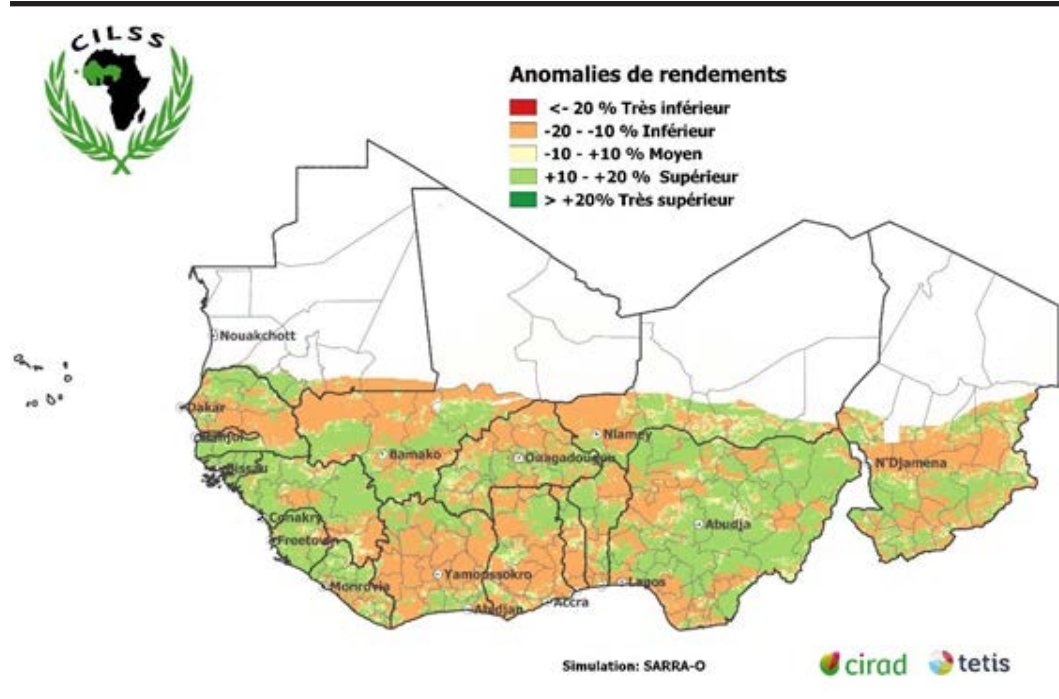 CILSS
Anomalies de rendements
<- 20 % Très inférieur
-20 - -10 % Inférieur
-10 - +10 % Moyen
+10 - +20 % Supérieur
> +20% Très supérieur
Nouakchott
Dakar
Banjul
Niamey
Bamako
Ouagadougou
Bissau
N'Djamena
Conakry
Abudja
Freetown
Monrovia
Yamoussokro
Lagos
Abidjan
Accra
Simulation: SARRA-O
cirad
tetis